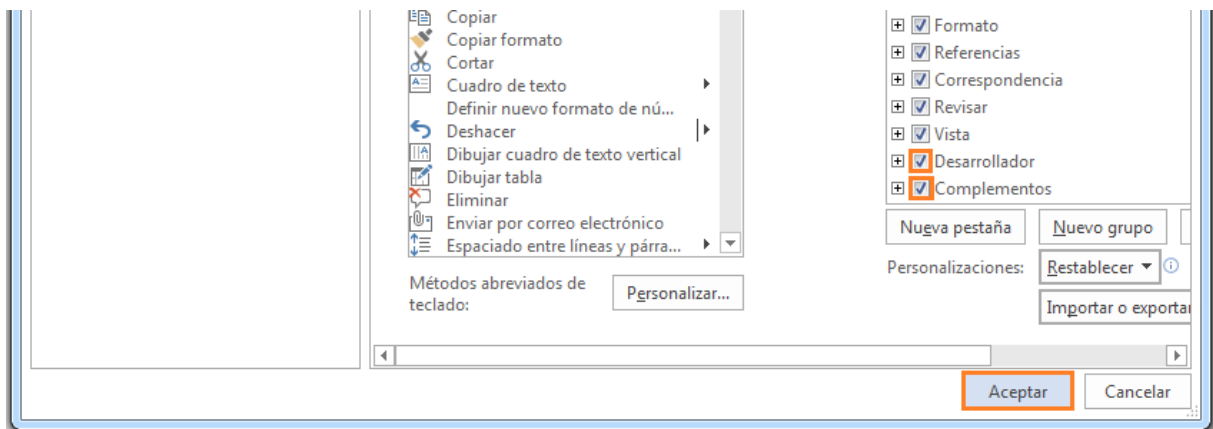 Copiar
Copiar formato
Cortar
Cuadro de texto
Definir nuevo formato de nú...
Deshacer
Dibujar cuadro de texto vertical
Dibujar tabla
Eliminar
Enviar por correo electrónico
Espaciado entre líneas y párra...
Métodos abreviados de
teclado:
Personalizar...
Formato
Referencias
Correspondencia
Revisar
Vista
Desarrollador
Complementos
Nueva pestaña
Nuevo grupo
Personalizaciones:
Restablecer
Importar o exportar
Aceptar
Cancelar